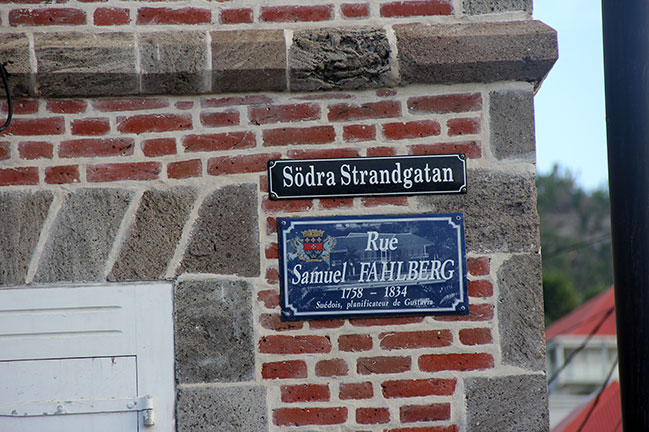 Södra Strandgatan
Rue
Samuel FAHLBERG
1758 – 1834
Suédois, planificateur de Gustavia